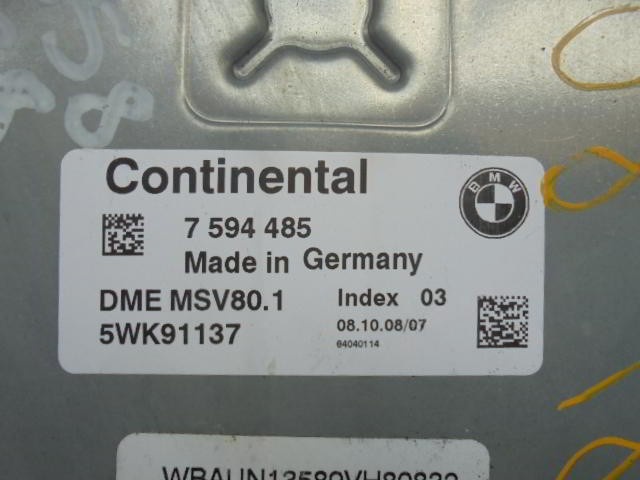 Continental
BMW
7 594 485
Made in Germany
DME MSV80.1 Index 03
5WK91137 08.10.08/07
64040114